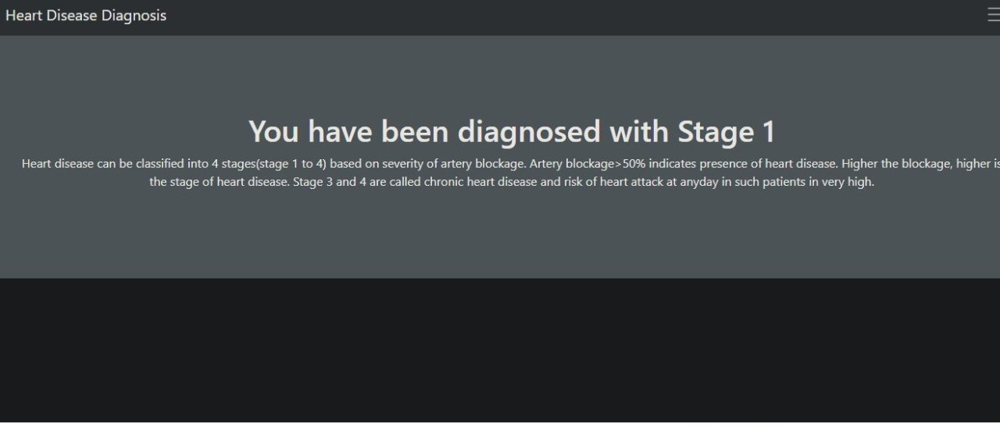 Heart Disease Diagnosis
You have been diagnosed with Stage 1
Heart disease can be classified into 4 stages(stage 1 to 4) based on severity of artery blockage. Artery blockage>50% indicates presence of heart disease. Higher the blockage, higher is
the stage of heart disease. Stage 3 and 4 are called chronic heart disease and risk of heart attack at anyday in such patients in very high.